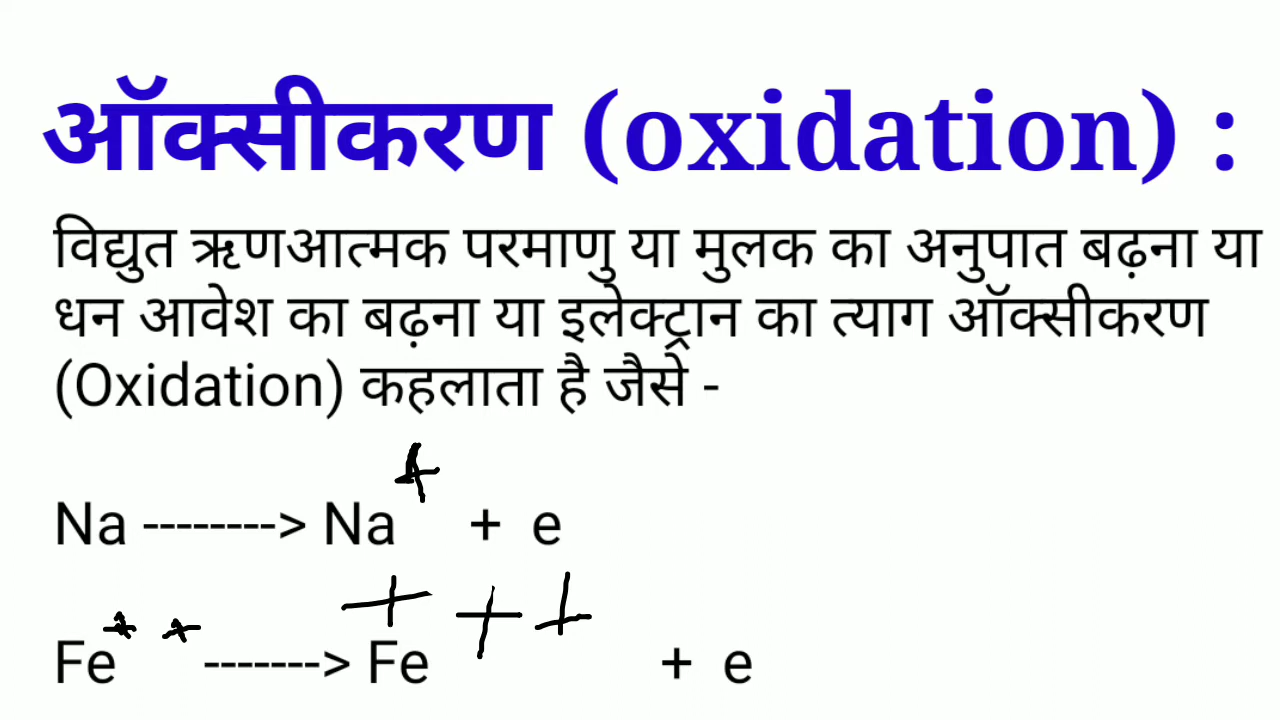 ऑक्सीकरण (oxidation) :
विद्युत ऋणआत्मक परमाणु या मुलक का अनुपात बढ़ना या
धन आवेश का बढ़ना या इलेक्ट्रान का त्याग ऑक्सीकरण
(Oxidation) कहलाता है जैसे -
Na --------> Na⁺ + e
Fe⁺⁺ -------> Fe⁺⁺⁺ + e